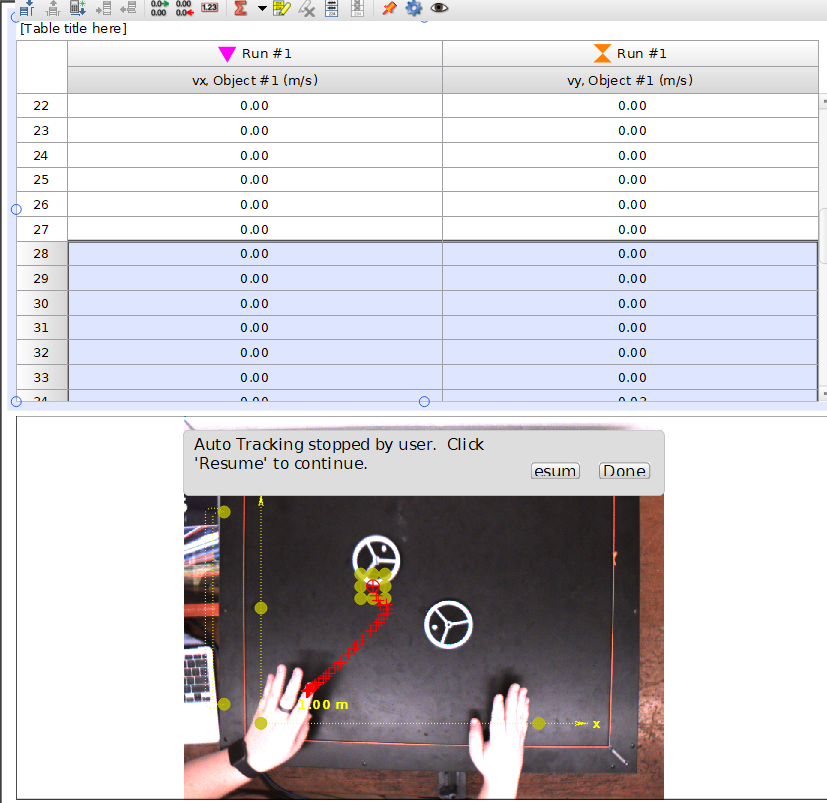 0.0 0.00 1.23 Σ
0.00 0.0
[Table title here]
Run #1 Run #1
vx, Object #1 (m/s) vy, Object #1 (m/s)
22 0.00 0.00
23 0.00 0.00
24 0.00 0.00
25 0.00 0.00
26 0.00 0.00
27 0.00 0.00
28 0.00 0.00
29 0.00 0.00
30 0.00 0.00
31 0.00 0.00
32 0.00 0.00
33 0.00 0.00
Auto Tracking stopped by user. Click
'Resume' to continue.
esum Done
1.00 m
x